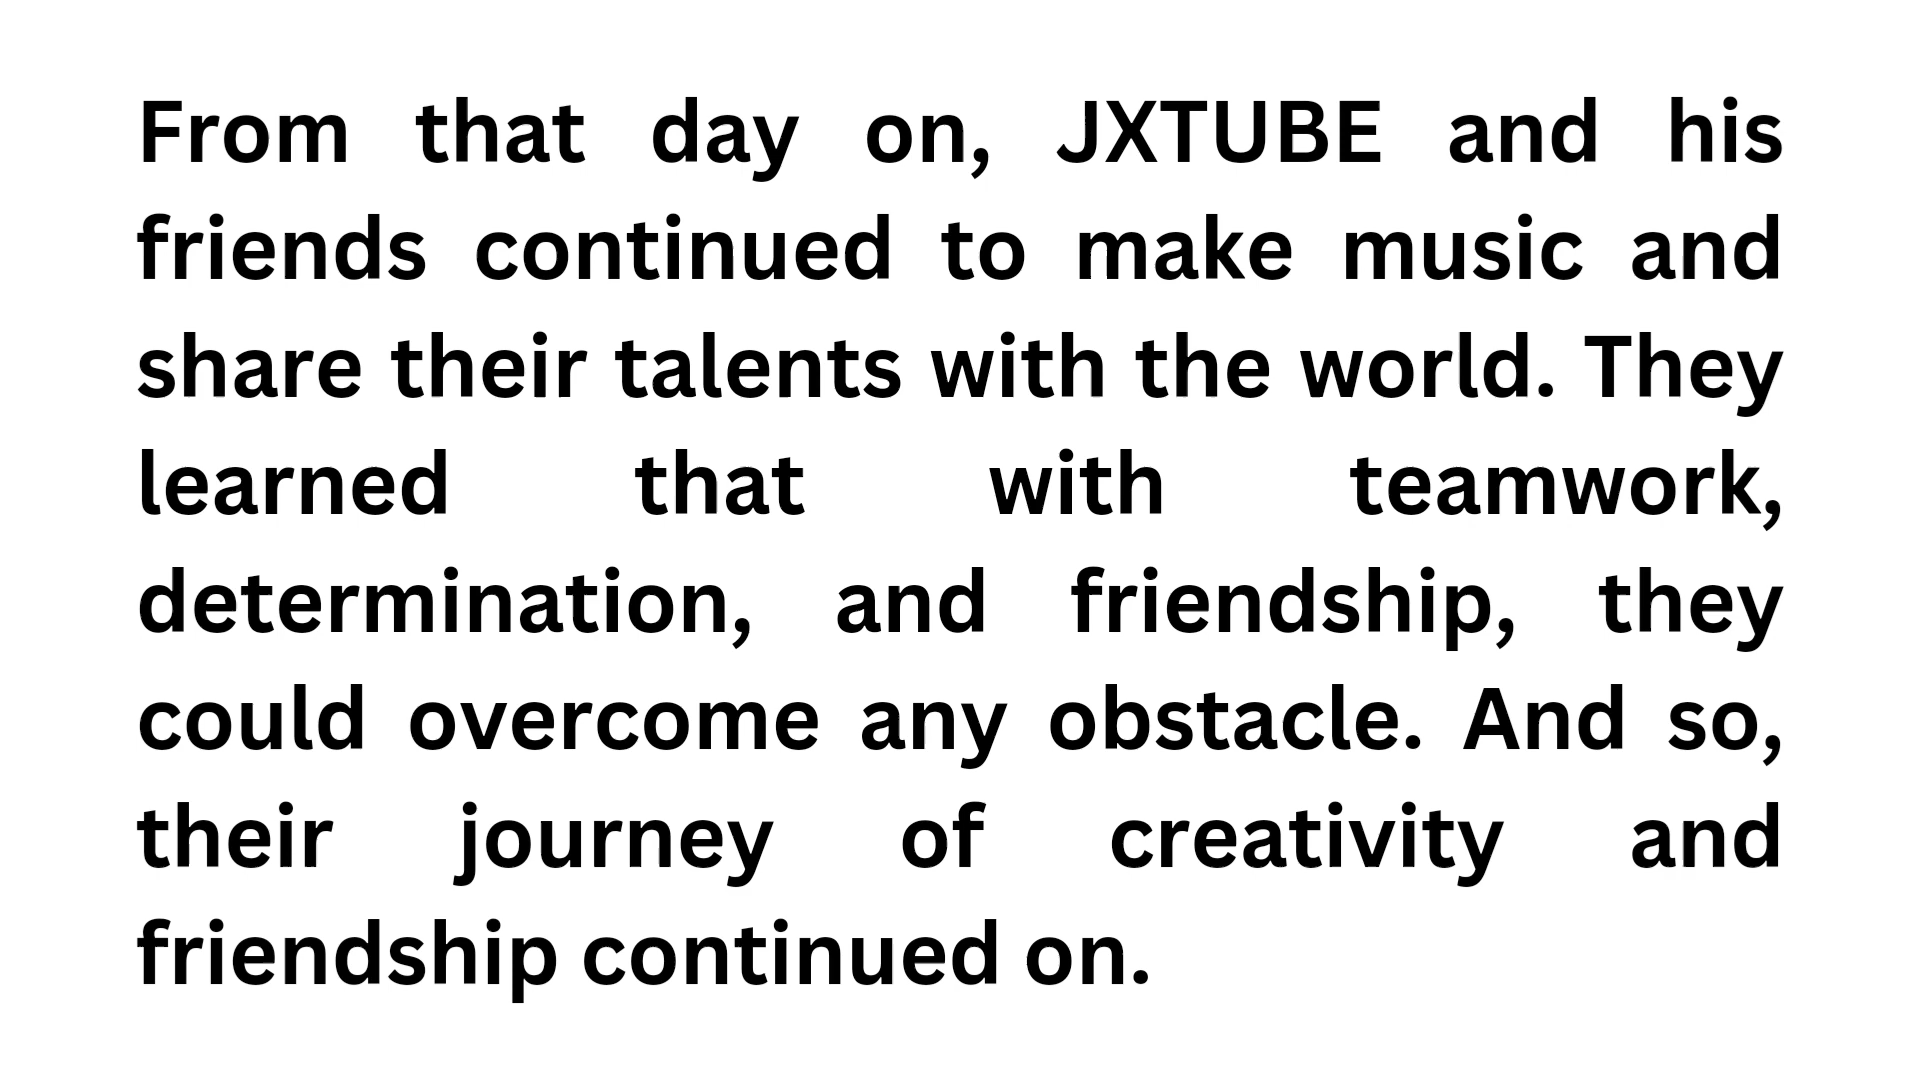 From that day on, JXTUBE and his
friends continued to make music and
share their talents with the world. They
learned that with teamwork,
determination, and friendship, they
could overcome any obstacle. And so,
their journey of creativity and
friendship continued on.